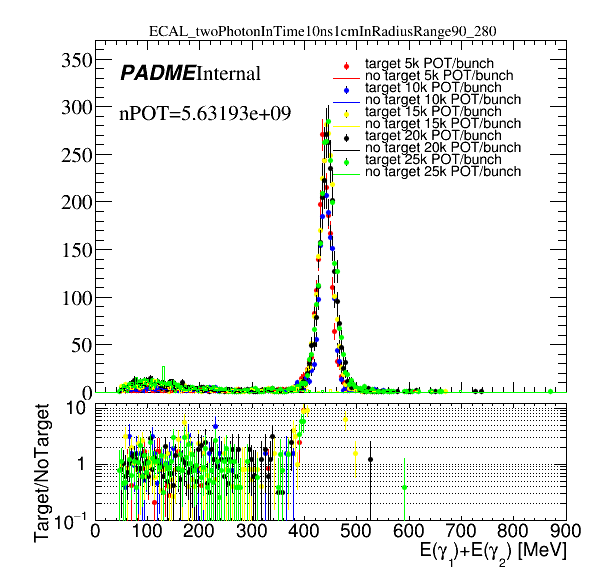 ECAL_twoPhotonInTime10ns1cmInRadiusRange90_280
PADME Internal
nPOT=5.63193e+09
target 5k POT/bunch
no target 5k POT/bunch
target 10k POT/bunch
no target 10k POT/bunch
target 15k POT/bunch
no target 15k POT/bunch
target 20k POT/bunch
no target 20k POT/bunch
target 25k POT/bunch
no target 25k POT/bunch
350
300
250
200
150
100
50
0
Target/NoTarget
10
1
10⁻¹
0 100 200 300 400 500 600 700 800 900
E(γ₁)+E(γ₂) [MeV]